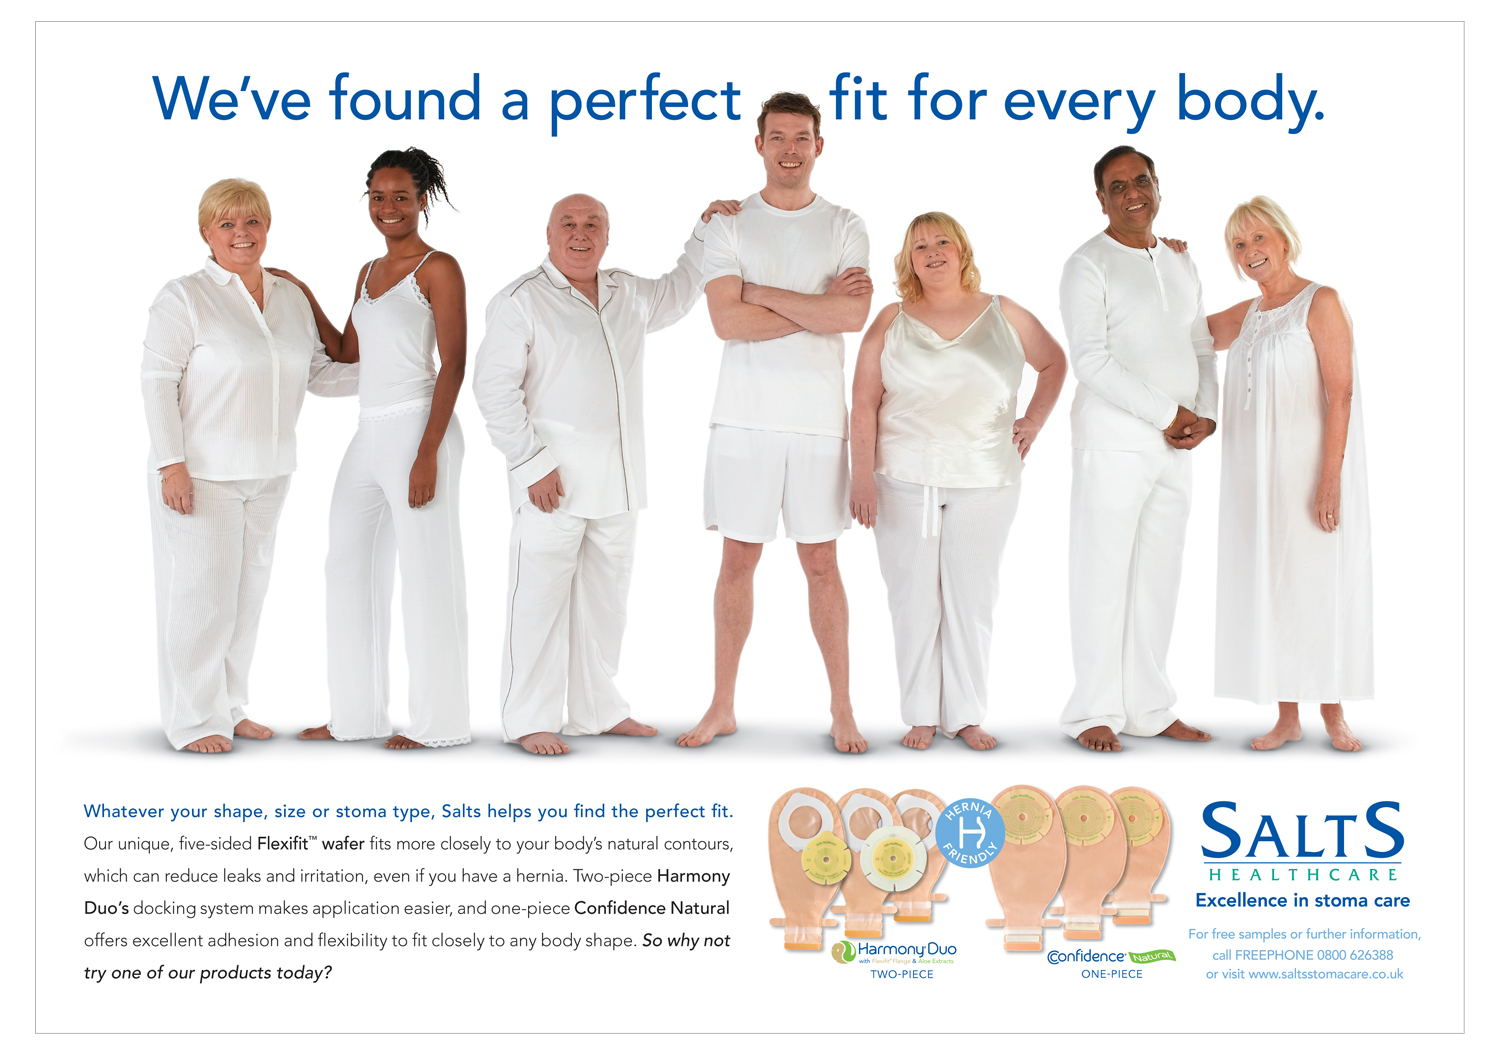 We've found a perfect fit for every body.
Whatever your shape, size or stoma type, Salts helps you find the perfect fit.
Our unique, five-sided Flexifit™ wafer fits more closely to your body's natural contours,
which can reduce leaks and irritation, even if you have a hernia. Two-piece Harmony
Duo's docking system makes application easier, and one-piece Confidence Natural
offers excellent adhesion and flexibility to fit closely to any body shape. So why not
try one of our products today?
HERNIA
H
FRIENDLY
Harmony® Duo
with Flexifit® Flange & Aloe Extracts
TWO-PIECE
Confidence® Natural
ONE-PIECE
SALTS
HEALTHCARE
Excellence in stoma care
For free samples or further information,
call FREEPHONE 0800 626388
or visit www.saltsstomacare.co.uk